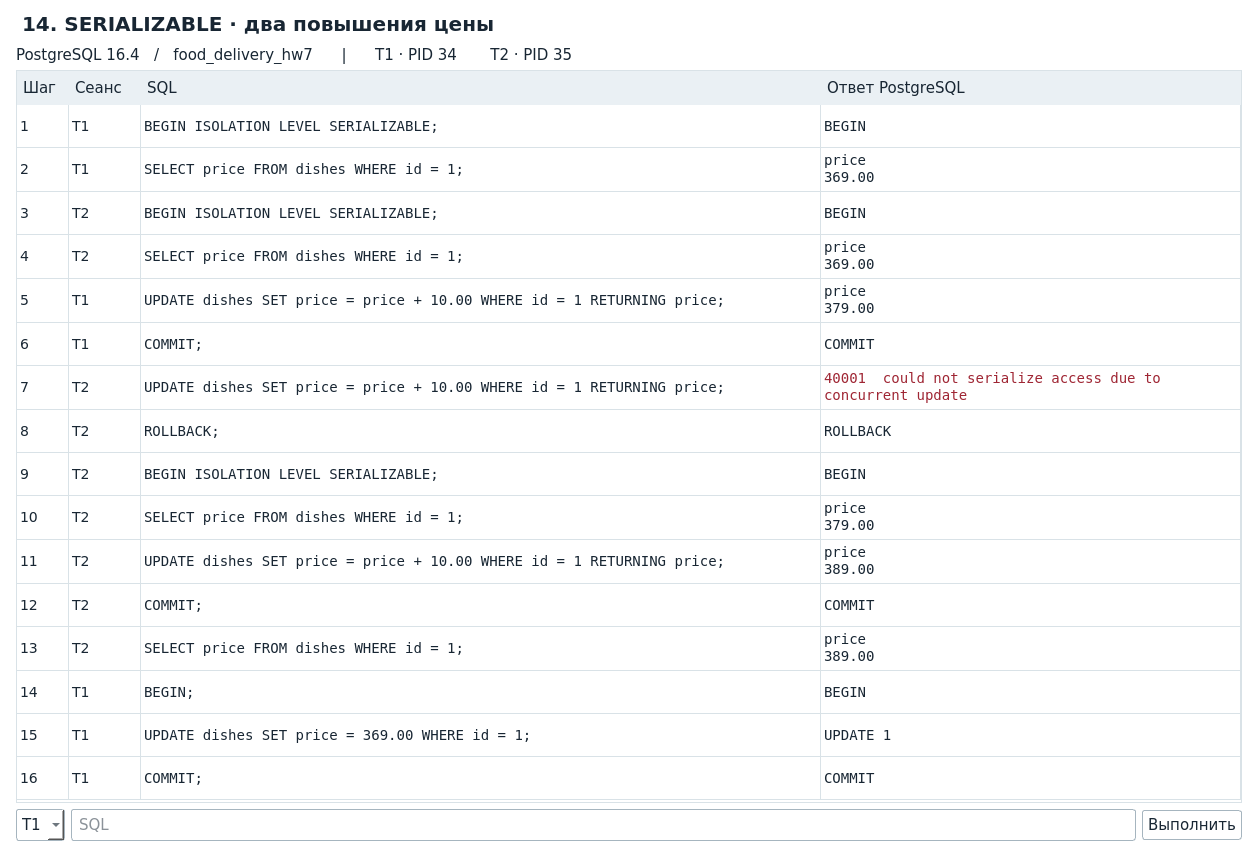 14. SERIALIZABLE · два повышения цены
PostgreSQL 16.4 / food_delivery_hw7 | T1 · PID 34 T2 · PID 35
Шаг Сеанс SQL Ответ PostgreSQL
1 T1 BEGIN ISOLATION LEVEL SERIALIZABLE; BEGIN
2 T1 SELECT price FROM dishes WHERE id = 1; price
369.00
3 T2 BEGIN ISOLATION LEVEL SERIALIZABLE; BEGIN
4 T2 SELECT price FROM dishes WHERE id = 1; price
369.00
5 T1 UPDATE dishes SET price = price + 10.00 WHERE id = 1 RETURNING price; price
379.00
6 T1 COMMIT; COMMIT
7 T2 UPDATE dishes SET price = price + 10.00 WHERE id = 1 RETURNING price; 40001 could not serialize access due to
concurrent update
8 T2 ROLLBACK; ROLLBACK
9 T2 BEGIN ISOLATION LEVEL SERIALIZABLE; BEGIN
10 T2 SELECT price FROM dishes WHERE id = 1; price
379.00
11 T2 UPDATE dishes SET price = price + 10.00 WHERE id = 1 RETURNING price; price
389.00
12 T2 COMMIT; COMMIT
13 T2 SELECT price FROM dishes WHERE id = 1; price
389.00
14 T1 BEGIN; BEGIN
15 T1 UPDATE dishes SET price = 369.00 WHERE id = 1; UPDATE 1
16 T1 COMMIT; COMMIT
T1 SQL Выполнить